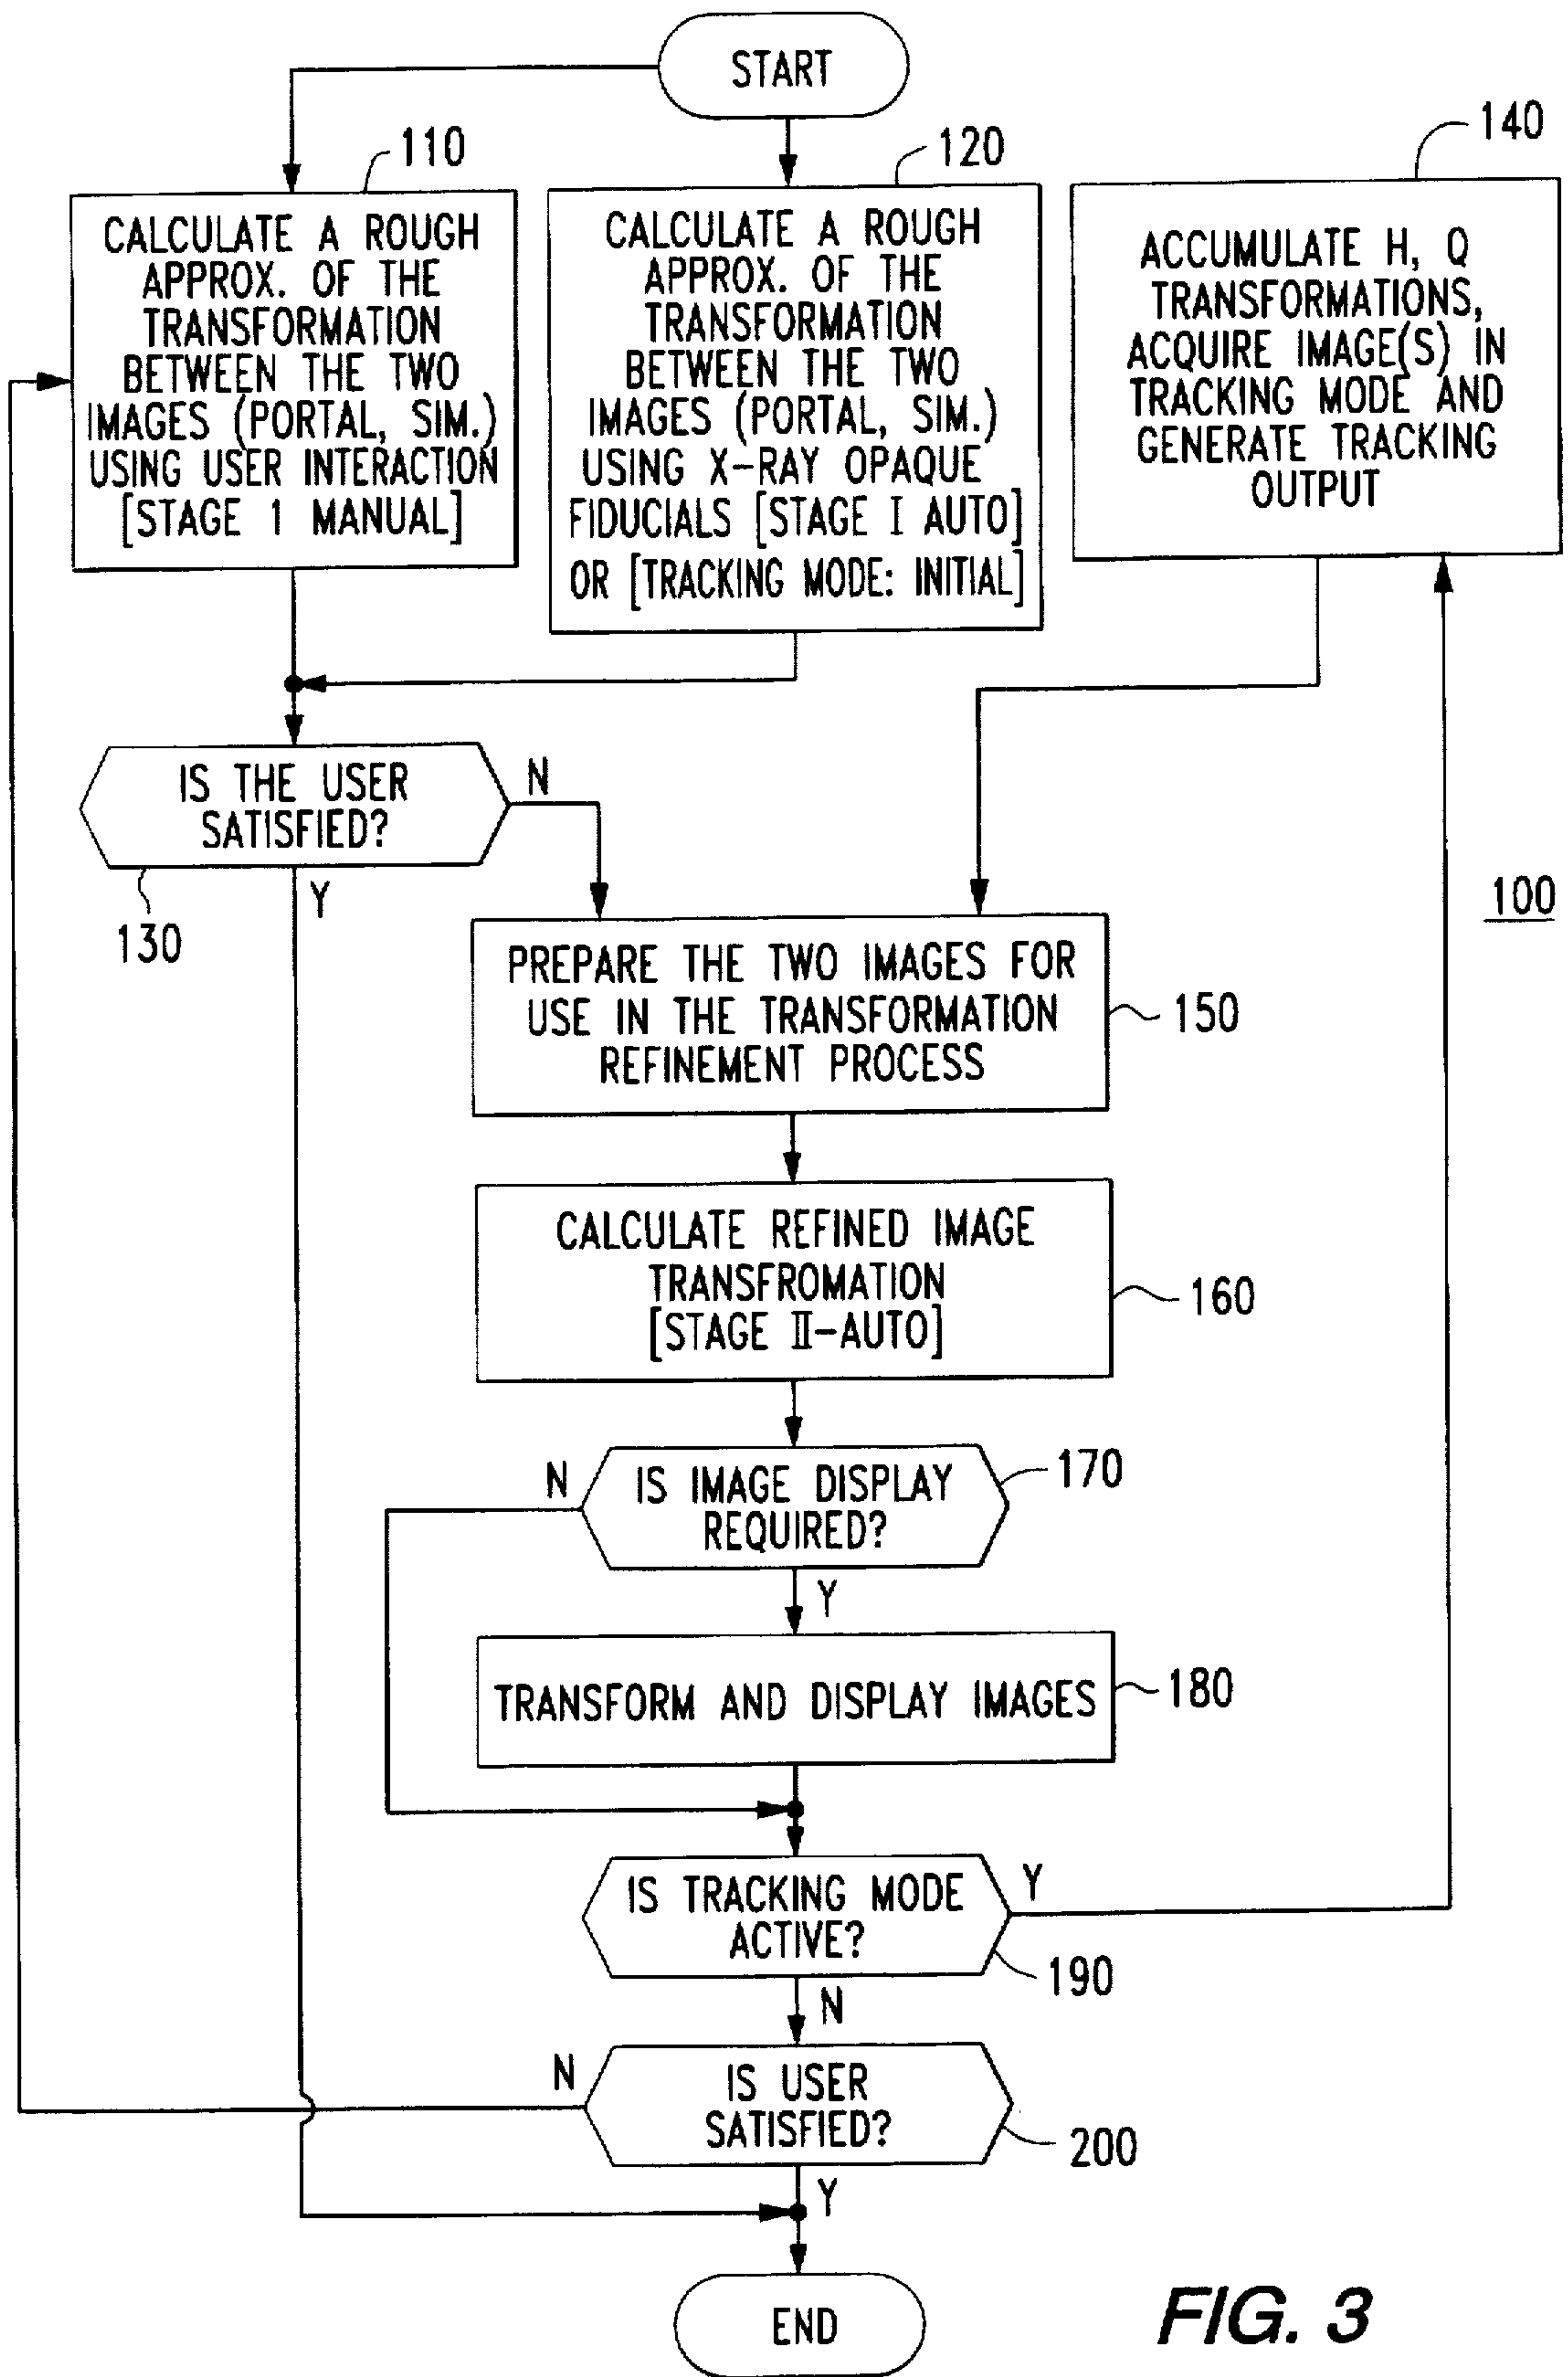 START
110
CALCULATE A ROUGH
APPROX. OF THE
TRANSFORMATION
BETWEEN THE TWO
IMAGES (PORTAL, SIM.)
USING USER INTERACTION
[STAGE 1 MANUAL]
120
CALCULATE A ROUGH
APPROX. OF THE
TRANSFORMATION
BETWEEN THE TWO
IMAGES (PORTAL, SIM.)
USING X-RAY OPAQUE
FIDUCIALS [STAGE I AUTO]
OR [TRACKING MODE: INITIAL]
140
ACCUMULATE H, Q
TRANSFORMATIONS,
ACQUIRE IMAGE(S) IN
TRACKING MODE AND
GENERATE TRACKING
OUTPUT
IS THE USER
SATISFIED?
N
Y
130
100
PREPARE THE TWO IMAGES FOR
USE IN THE TRANSFORMATION
REFINEMENT PROCESS
150
CALCULATE REFINED IMAGE
TRANSFROMATION
[STAGE II-AUTO]
160
N
IS IMAGE DISPLAY
REQUIRED?
170
Y
TRANSFORM AND DISPLAY IMAGES
180
IS TRACKING MODE
ACTIVE?
Y
190
N
N
IS USER
SATISFIED?
200
Y
END
FIG. 3